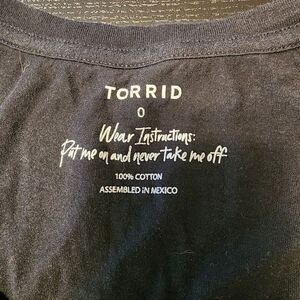 TORRID
0
Wear Instructions:
Put me on and never take me off
100% COTTON
ASSEMBLED IN MEXICO